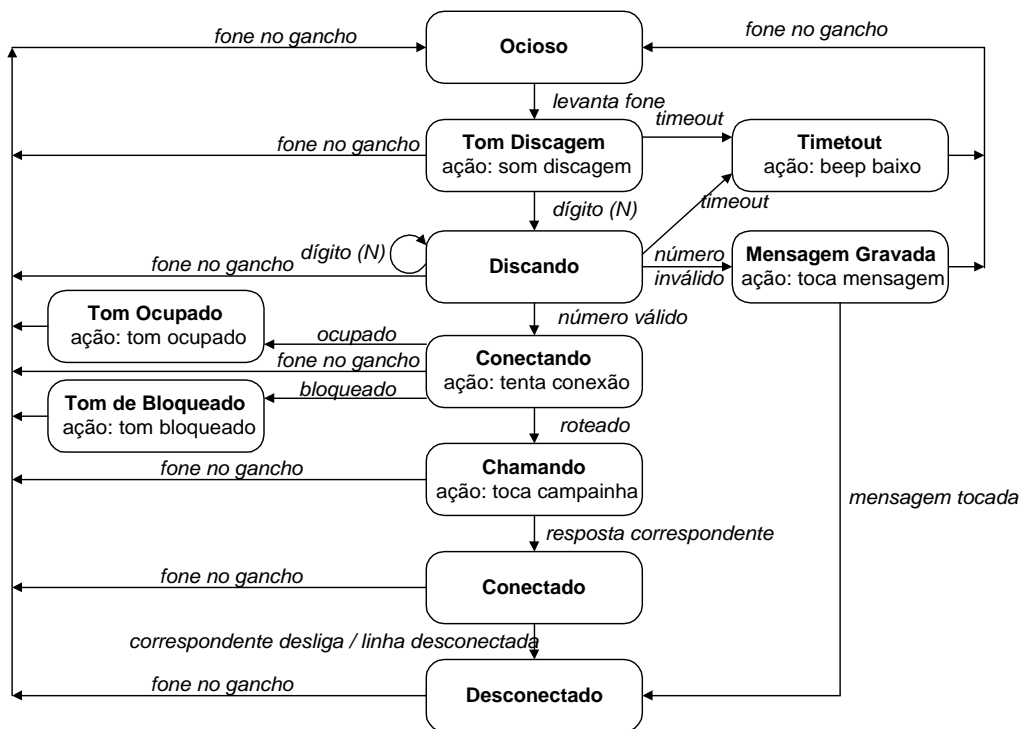 fone no gancho
Ocioso
fone no gancho
levanta fone
timeout
fone no gancho
Tom Discagem
ação: som discagem
Timetout
ação: beep baixo
dígito (N)
timeout
dígito (N)
fone no gancho
Discando
número
inválido
Mensagem Gravada
ação: toca mensagem
Tom Ocupado
ação: tom ocupado
número válido
ocupado
fone no gancho
bloqueado
Conectando
ação: tenta conexão
Tom de Bloqueado
ação: tom bloqueado
roteado
fone no gancho
Chamando
ação: toca campainha
mensagem tocada
resposta correspondente
fone no gancho
Conectado
correspondente desliga / linha desconectada
fone no gancho
Desconectado